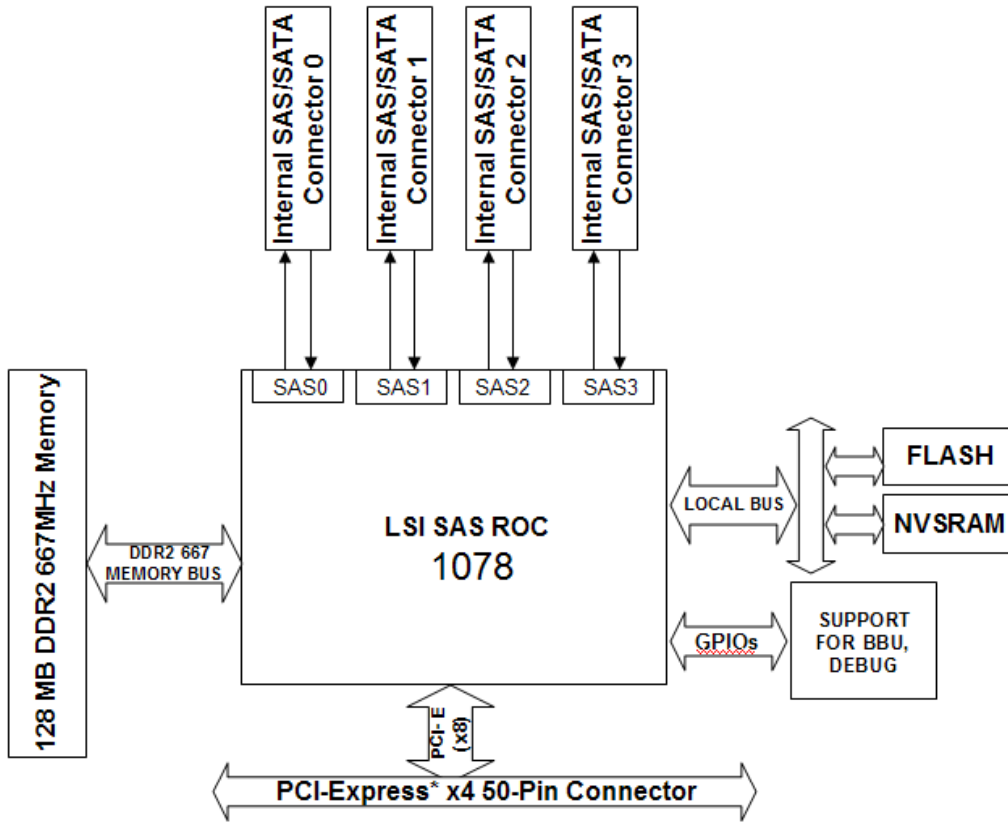 Internal SAS/SATA
Connector 0
Internal SAS/SATA
Connector 1
Internal SAS/SATA
Connector 2
Internal SAS/SATA
Connector 3
SAS0
SAS1
SAS2
SAS3
128 MB DDR2 667MHz Memory
DDR2 667
MEMORY BUS
LSI SAS ROC
1078
LOCAL BUS
FLASH
NVSRAM
GPIOs
SUPPORT
FOR BBU,
DEBUG
PCI- E
(x8)
PCI-Express* x4 50-Pin Connector